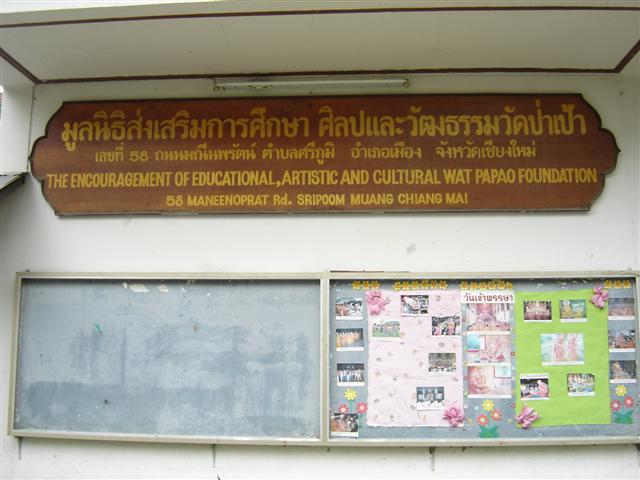 มูลนิธิส่งเสริมการศึกษา ศิลปและวัฒธรรมวัดป่าเป้า
เลขที่ 58 ถนนมณีนพรัตน์ ตำบลศรีภูมิ อำเภอเมือง จังหวัดเชียงใหม่
THE ENCOURAGEMENT OF EDUCATIONAL, ARTISTIC AND CULTURAL WAT PAPAO FOUNDATION
58 MANEENOPRAT Rd. SRIPOOM MUANG CHIANG MAI
วันเข้าพรรษา